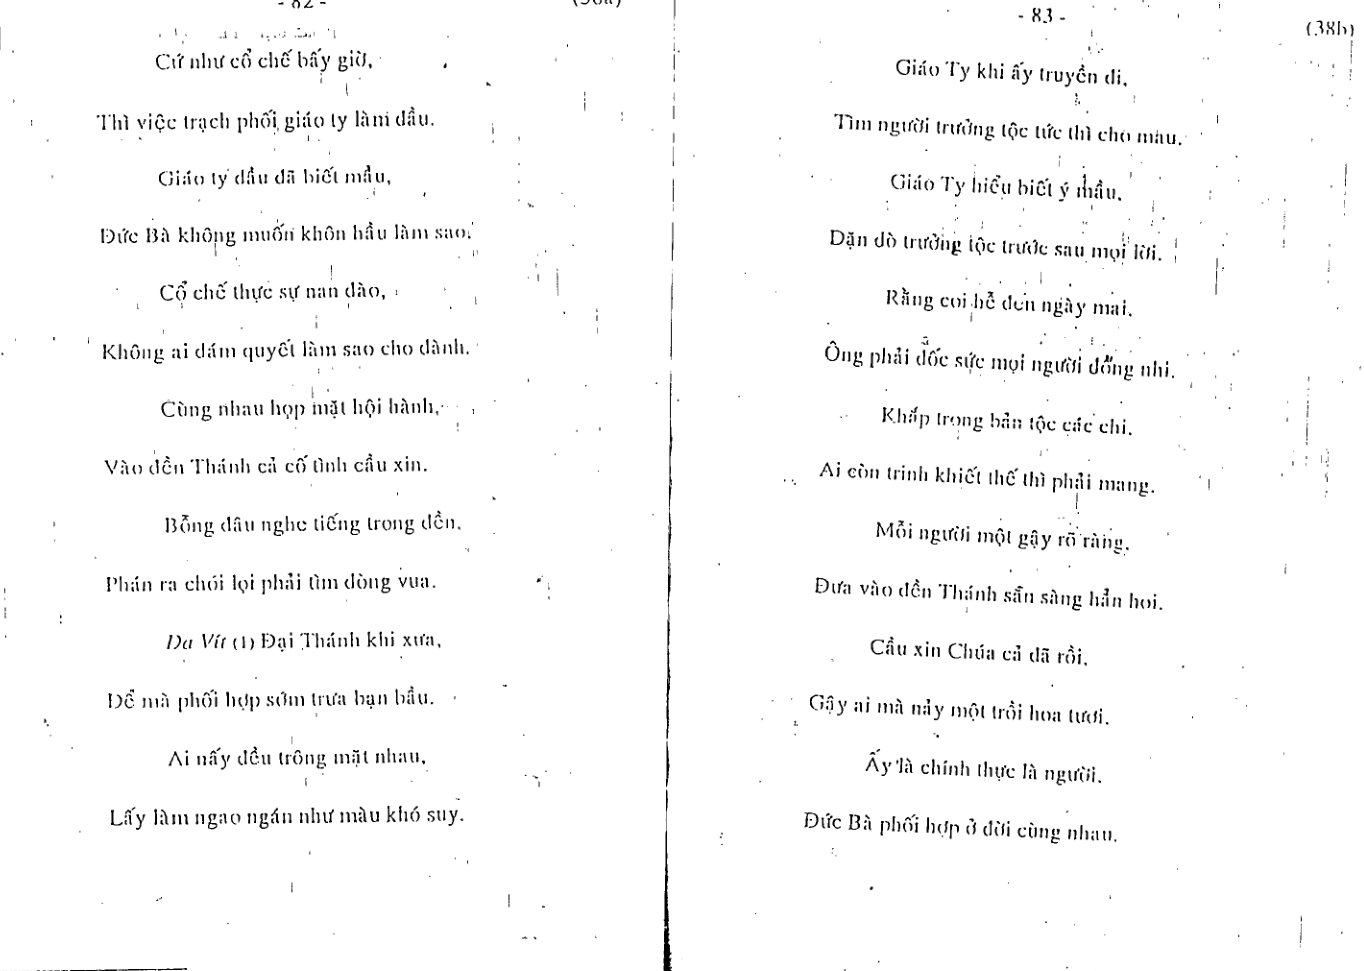 - 82 -
Cứ như cổ chế bấy giờ,
Thì việc trạch phối giáo ty làm đầu.
Giáo ty dẫu đã biết mầu,
Đức Bà không muốn khôn hầu làm sao.
Cổ chế thực sự nan đào,
Không ai dám quyết làm sao cho đành.
Cùng nhau họp mặt hội hành,
Vào đền Thánh cả cố tình cầu xin.
Bỗng đâu nghe tiếng trong đền,
Phán ra chói lọi phải tìm dòng vua.
Da Vít (1) Đại Thánh khi xưa,
Để mà phối hợp sớm trưa bạn bầu.
Ai nấy đều trông mặt nhau,
Lấy làm ngao ngán như màu khó suy.
- 83 -
(38b)
Giáo Ty khi ấy truyền đi,
Tìm người trưởng tộc tức thì cho mau.
Giáo Ty hiểu biết ý mầu,
Dặn dò trưởng tộc trước sau mọi lời.
Rằng coi hễ đến ngày mai,
Ông phải dốc sức mọi người đồng nhi.
Khắp trong bản tộc các chi,
Ai còn trinh khiết thế thì phải mang.
Mỗi người một gậy rõ ràng,
Đưa vào đền Thánh sẵn sàng hẳn hoi.
Cầu xin Chúa cả đã rồi,
Gậy ai mà nảy một trồi hoa tươi.
Ấy là chính thực là người,
Đức Bà phối hợp ở đời cùng nhau.